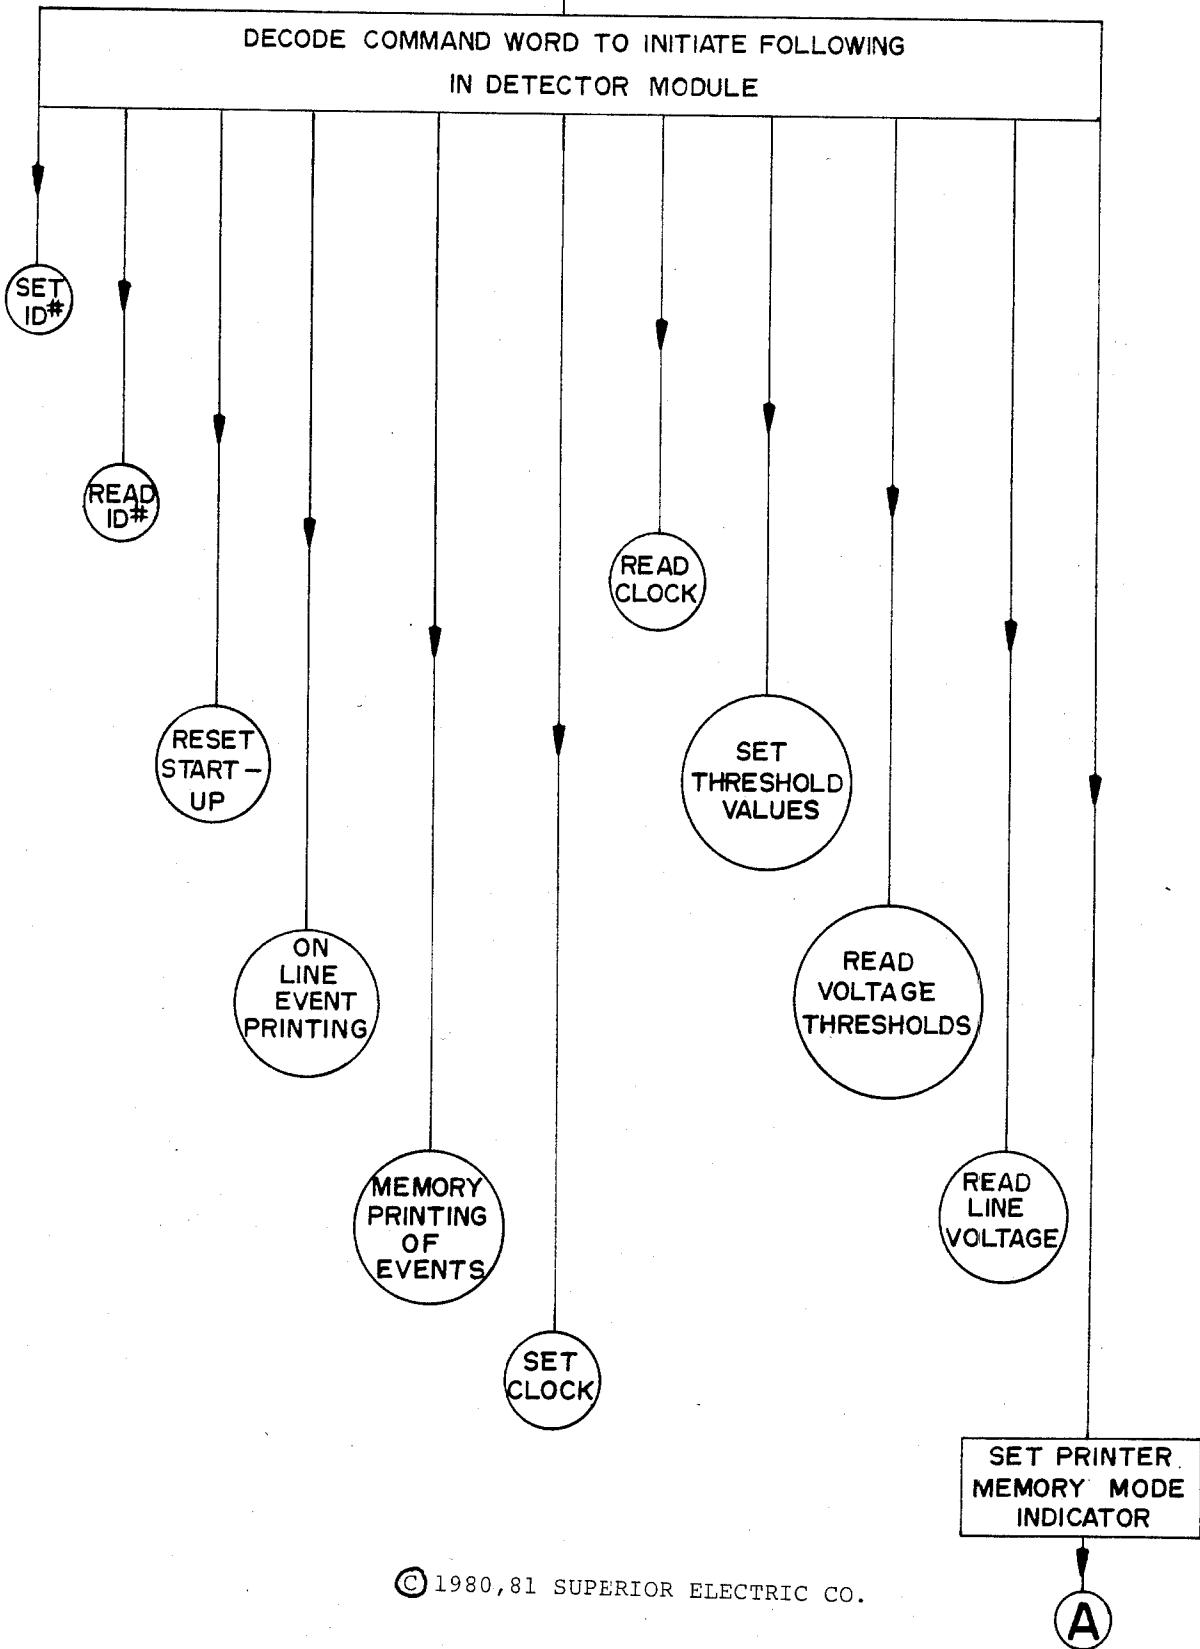 DECODE COMMAND WORD TO INITIATE FOLLOWING
IN DETECTOR MODULE
SET
ID#
READ
ID#
RESET
START-
UP
ON
LINE
EVENT
PRINTING
MEMORY
PRINTING
OF
EVENTS
SET
CLOCK
READ
CLOCK
SET
THRESHOLD
VALUES
READ
VOLTAGE
THRESHOLDS
READ
LINE
VOLTAGE
SET PRINTER
MEMORY MODE
INDICATOR
A
© 1980,81 SUPERIOR ELECTRIC CO.